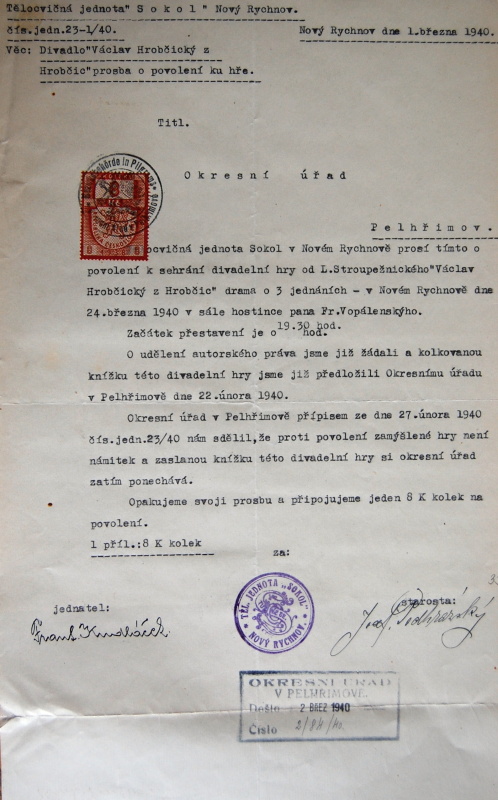 Tělocvičná jednota" S o k o l " Nový Rychnov.
čís.jedn.23-1/40.
Nový Rychnov dne 1.března 1940.
Věc: Divadlo"Václav Hrobčický z
Hrobčic"prosba o povolení ku hře.
Titl.
O k r e s n í   ú ř a d
P e l h ř i m o v.
locvičná jednota Sokol v Novém Rychnově prosí tímto o
povolení k sehrání divadelní hry od L.Stroupežnického"Václav
Hrobčický z Hrobčic" drama o 3 jednáních - v Novém Rychnově dne
24.března 1940 v sále hostince pana Fr.Vopálenského.
Začátek přestavení je o 19.30 hod. hod.
O udělení autorského práva jsme již žádali a kolkovanou
knížku této divadelní hry jsme již předložili Okresnímu úřadu
v Pelhřimově dne 22.února 1940.
Okresní úřad v Pelhřimově přípisem ze dne 27.února 1940
čís.jedn.23/40 nám sdělil,že proti povolení zamýšlené hry není
námitek a zaslanou knížku této divadelní hry si okresní úřad
zatím ponechává.
Opakujeme svoji prosbu a připojujeme jeden 8 K kolek na
povolení.
1 příl.:8 K kolek
za:
TĚL. JEDNOTA „SOKOL"
NOVÝ RYCHNOV.
jednatel:
starosta:
OKRESNÍ ÚŘAD
V PELHŘIMOVĚ.
Došlo 2 BŘEZ 1940
Číslo